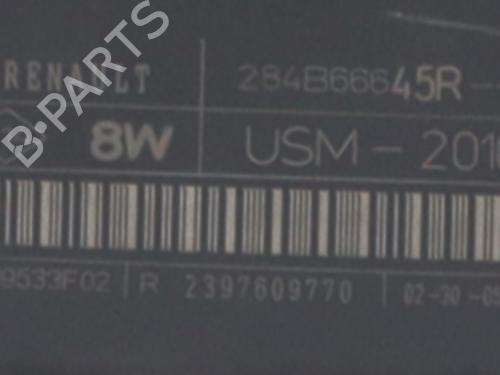 RENAULT 284B66645R-
8W USM - 201
9533F02 R 2397609770 02-30-0
B-PARTS